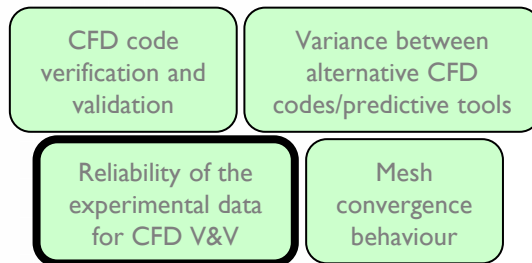 CFD code
verification and
validation
Variance between
alternative CFD
codes/predictive tools
Reliability of the
experimental data
for CFD V&V
Mesh
convergence
behaviour